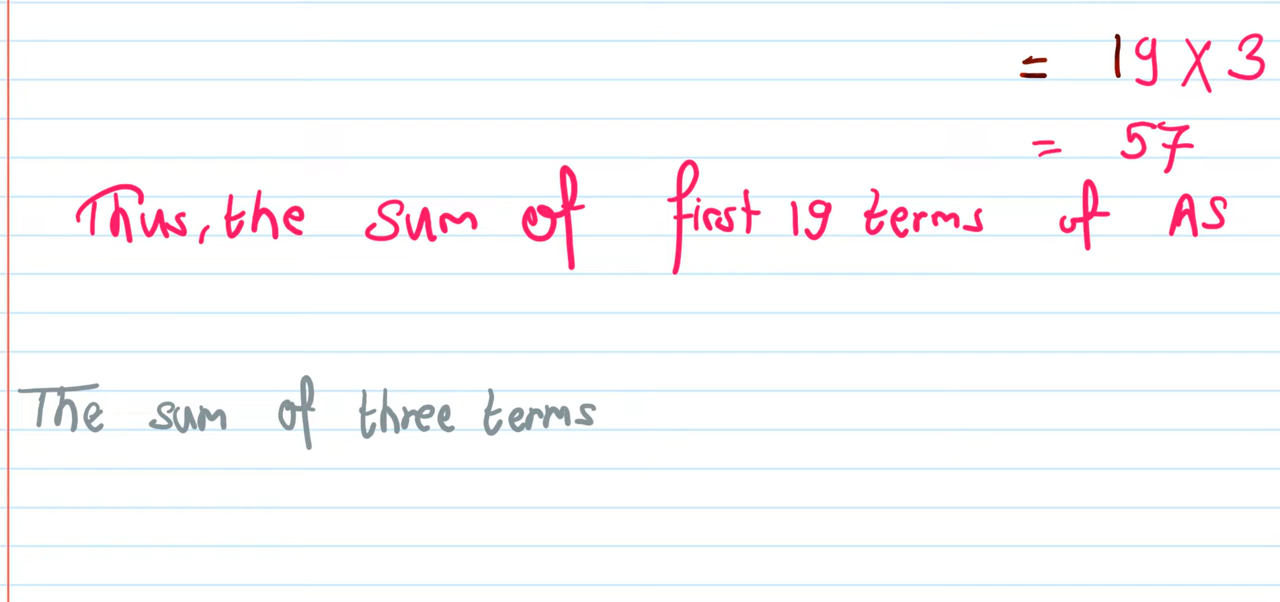 = 19 X 3
= 57
Thus, the sum of first 19 terms of AS
The sum of three terms